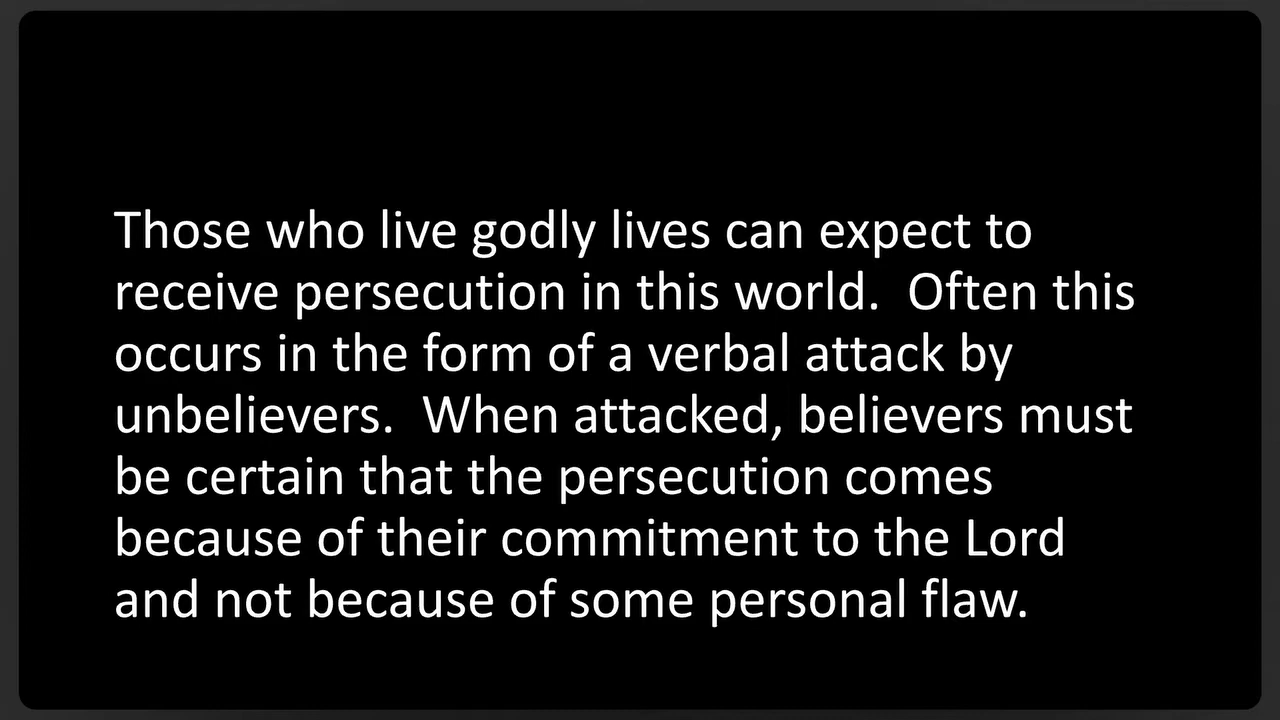 Those who live godly lives can expect to
receive persecution in this world.  Often this
occurs in the form of a verbal attack by
unbelievers.  When attacked, believers must
be certain that the persecution comes
because of their commitment to the Lord
and not because of some personal flaw.